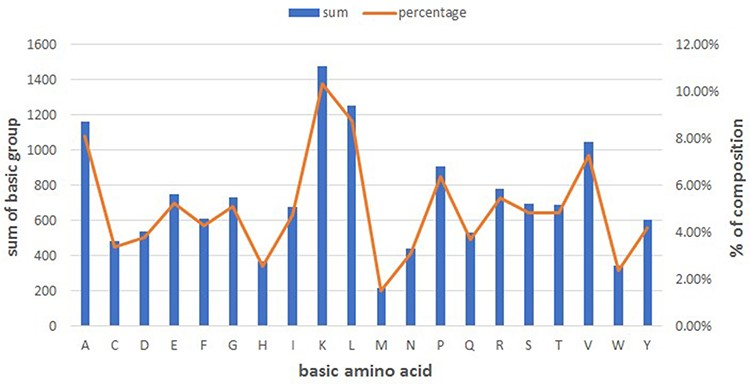 sum percentage
1600 12.00%
1400 10.00%
1200 8.00%
1000 6.00%
800 4.00%
600 2.00%
400 0.00%
200
0
sum of basic group
% of composition
A C D E F G H I K L M N P Q R S T V W Y
basic amino acid